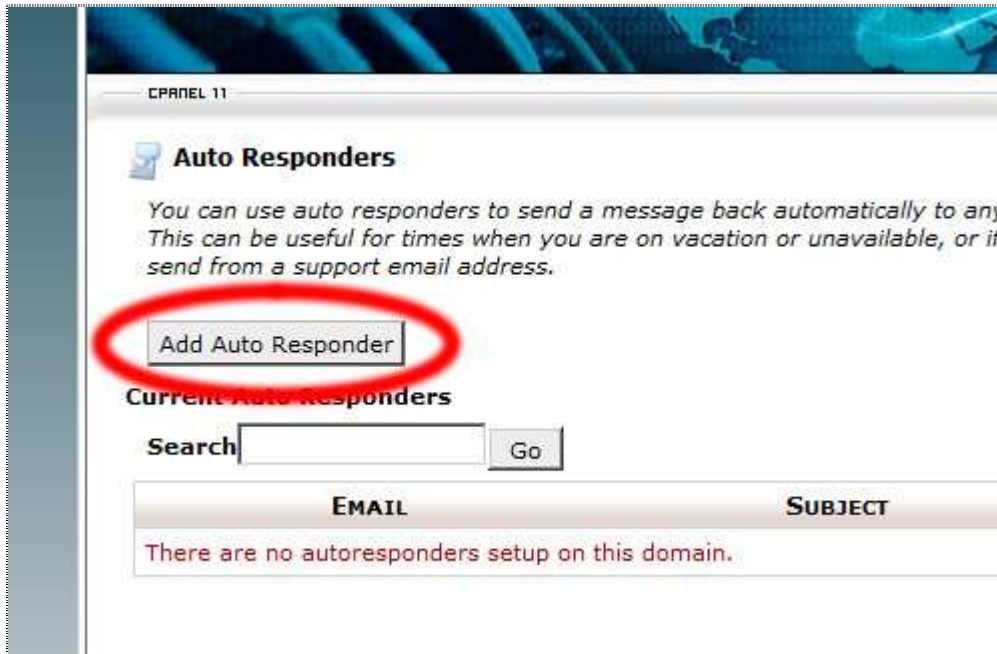 CPANEL 11
Auto Responders
You can use auto responders to send a message back automatically to any
This can be useful for times when you are on vacation or unavailable, or if
send from a support email address.
Add Auto Responder
Current Auto Responders
Search
Go
EMAIL SUBJECT
There are no autoresponders setup on this domain.